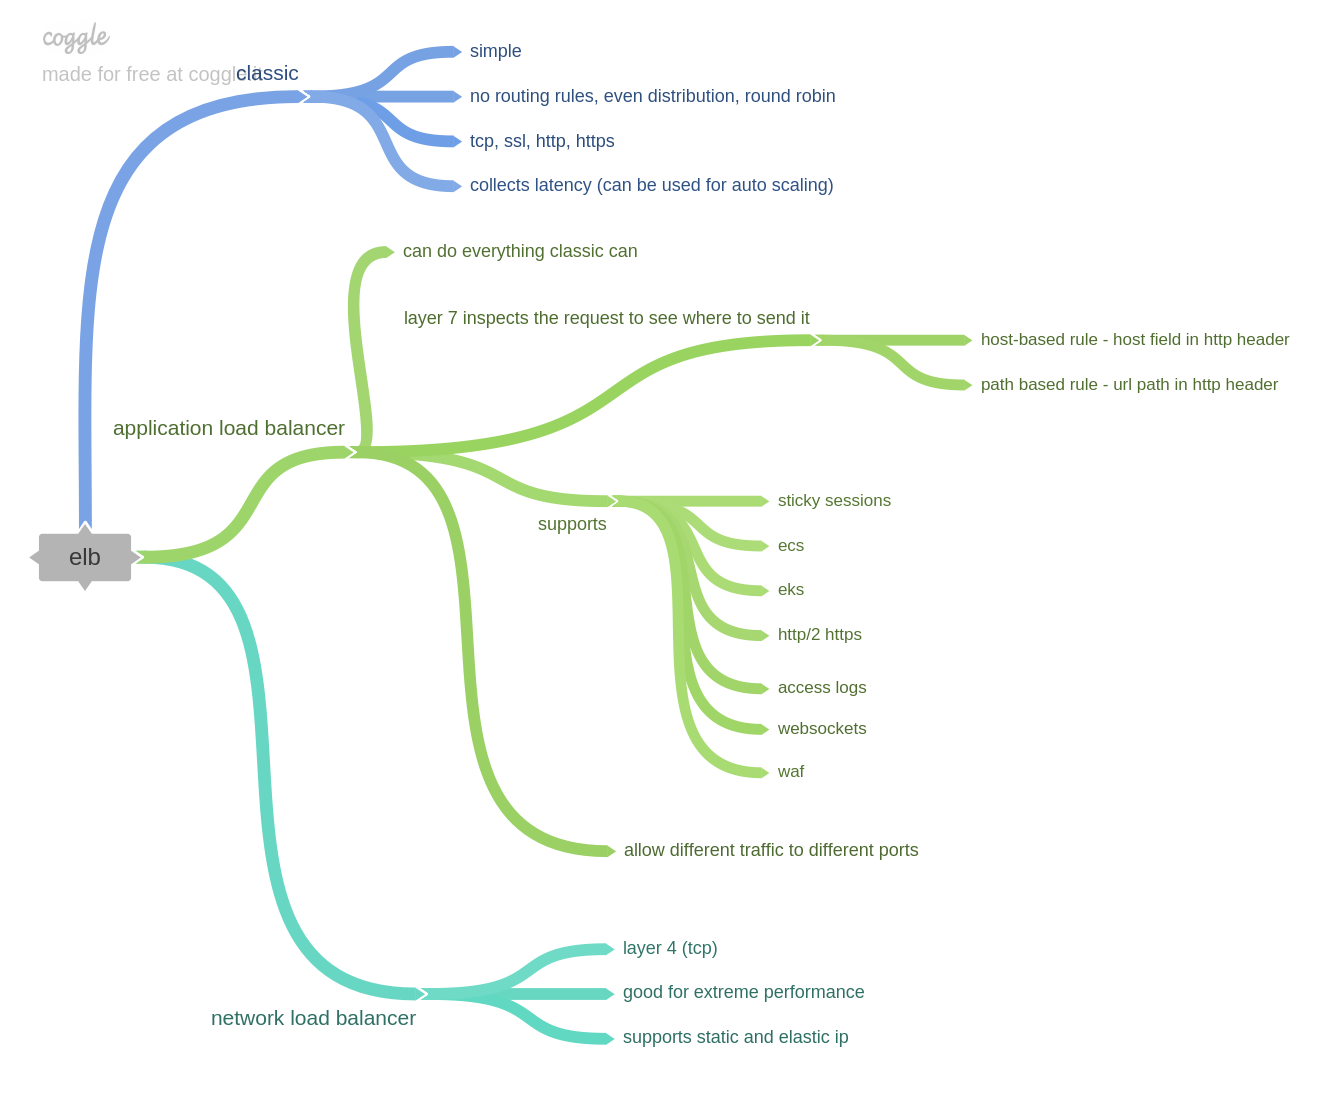 coggle
made for free at coggle.it
classic
simple
no routing rules, even distribution, round robin
tcp, ssl, http, https
collects latency (can be used for auto scaling)
can do everything classic can
layer 7 inspects the request to see where to send it
host-based rule - host field in http header
path based rule - url path in http header
application load balancer
supports
sticky sessions
ecs
eks
http/2 https
access logs
websockets
waf
elb
allow different traffic to different ports
layer 4 (tcp)
good for extreme performance
network load balancer
supports static and elastic ip